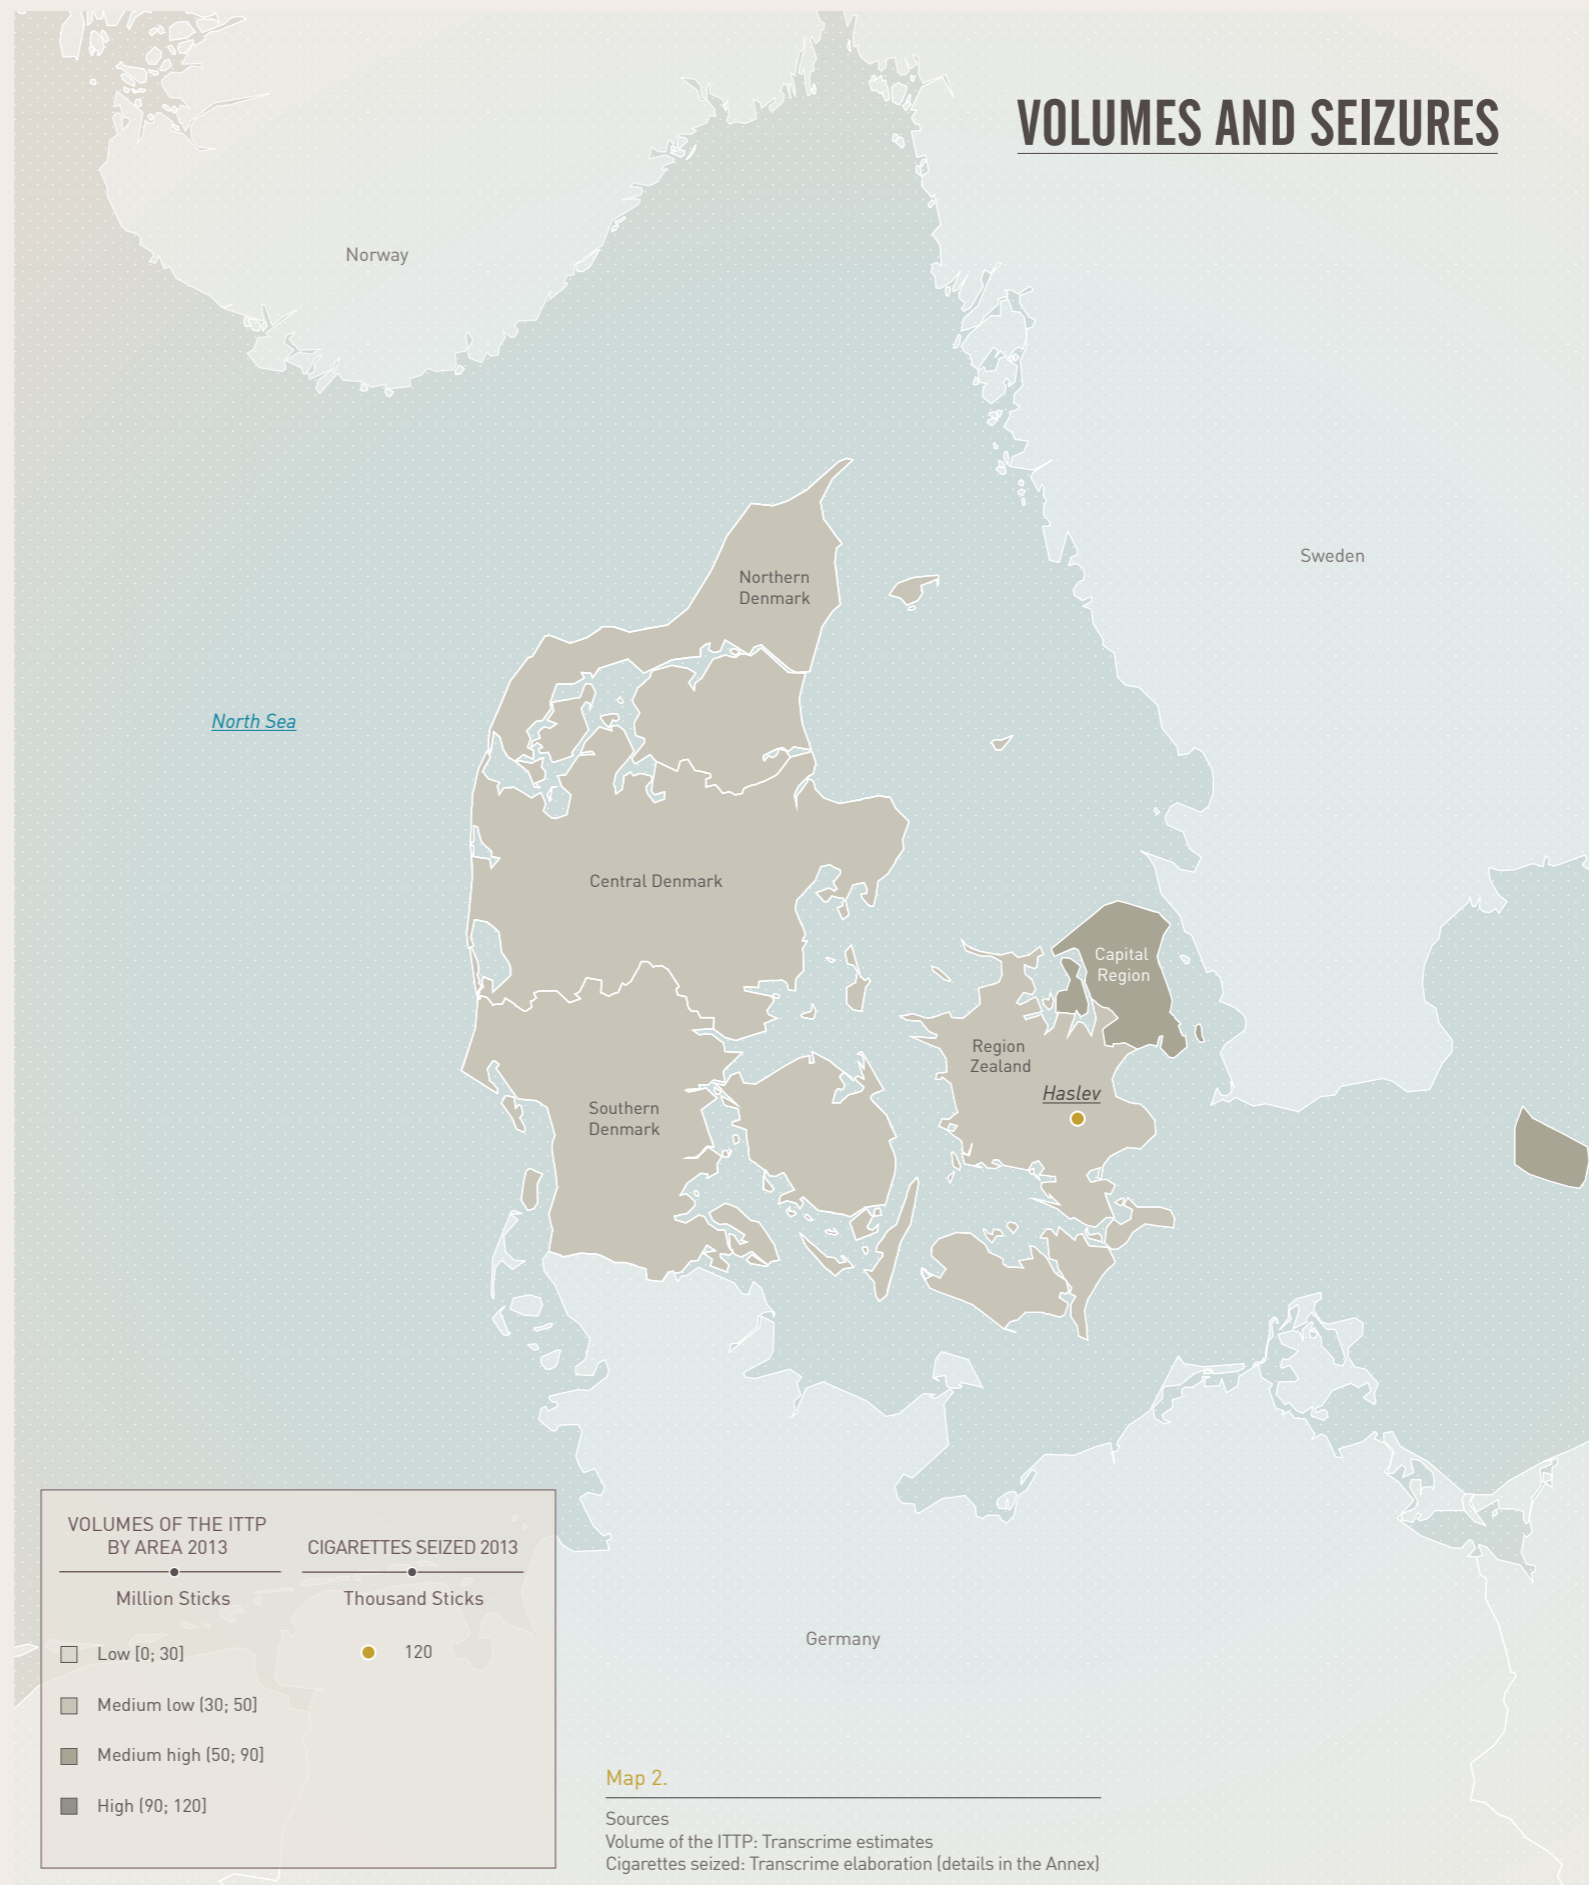 VOLUMES AND SEIZURES
Norway
Sweden
Northern
Denmark
North Sea
Central Denmark
Capital
Region
Region
Zealand
Haslev
Southern
Denmark
Germany
VOLUMES OF THE ITTP
BY AREA 2013
Million Sticks
Low [0; 30]
Medium low (30; 50]
Medium high (50; 90]
High (90; 120]
CIGARETTES SEIZED 2013
Thousand Sticks
120
Map 2.
Sources
Volume of the ITTP: Transcrime estimates
Cigarettes seized: Transcrime elaboration (details in the Annex)